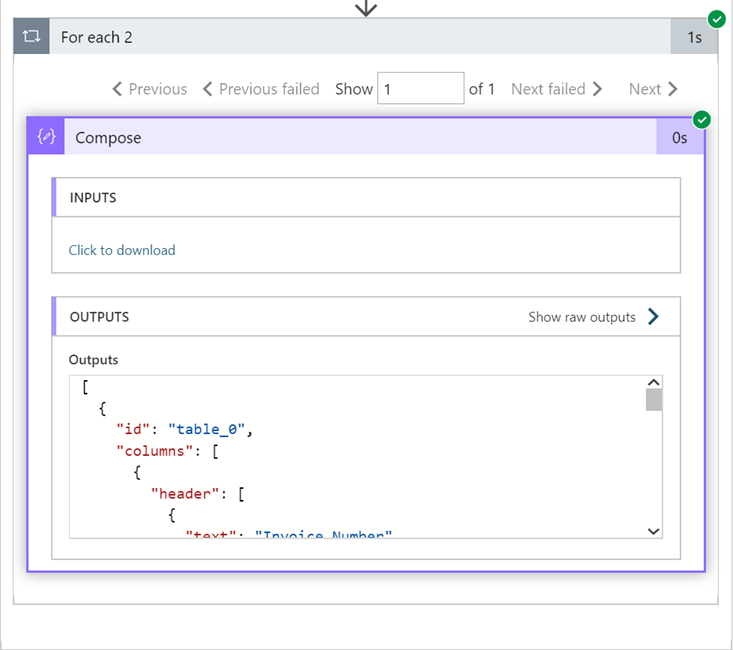 For each 2 1s
Previous Previous failed Show 1 of 1 Next failed Next
Compose 0s
INPUTS
Click to download
OUTPUTS Show raw outputs
Outputs
[
{
"id": "table_0",
"columns": [
{
"header": [
{
"text": "Invoice Number"